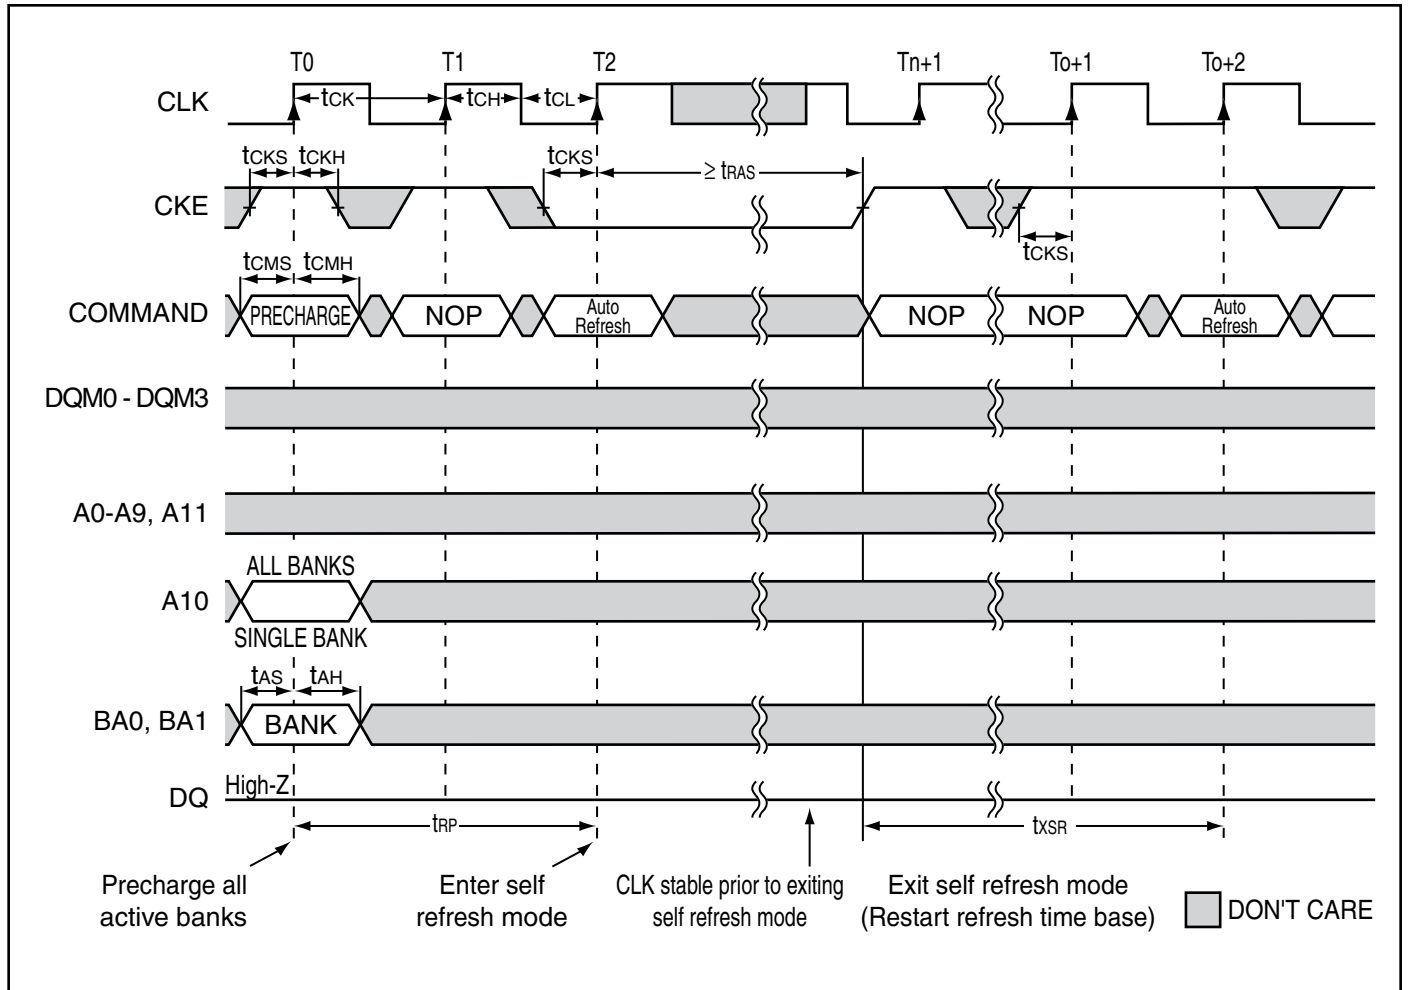 T0 T1 T2 Tn+1 To+1 To+2
CLK tCK tCH tCL
tCKS tCKH tCKS ≥ tRAS
CKE
tCKS
tCMS tCMH
COMMAND PRECHARGE NOP Auto Refresh NOP NOP Auto Refresh
DQM0 - DQM3
A0-A9, A11
ALL BANKS
A10
SINGLE BANK
tAS tAH
BA0, BA1 BANK
DQ High-Z
tRP tXSR
Precharge all
active banks
Enter self
refresh mode
CLK stable prior to exiting
self refresh mode
Exit self refresh mode
(Restart refresh time base)
DON'T CARE